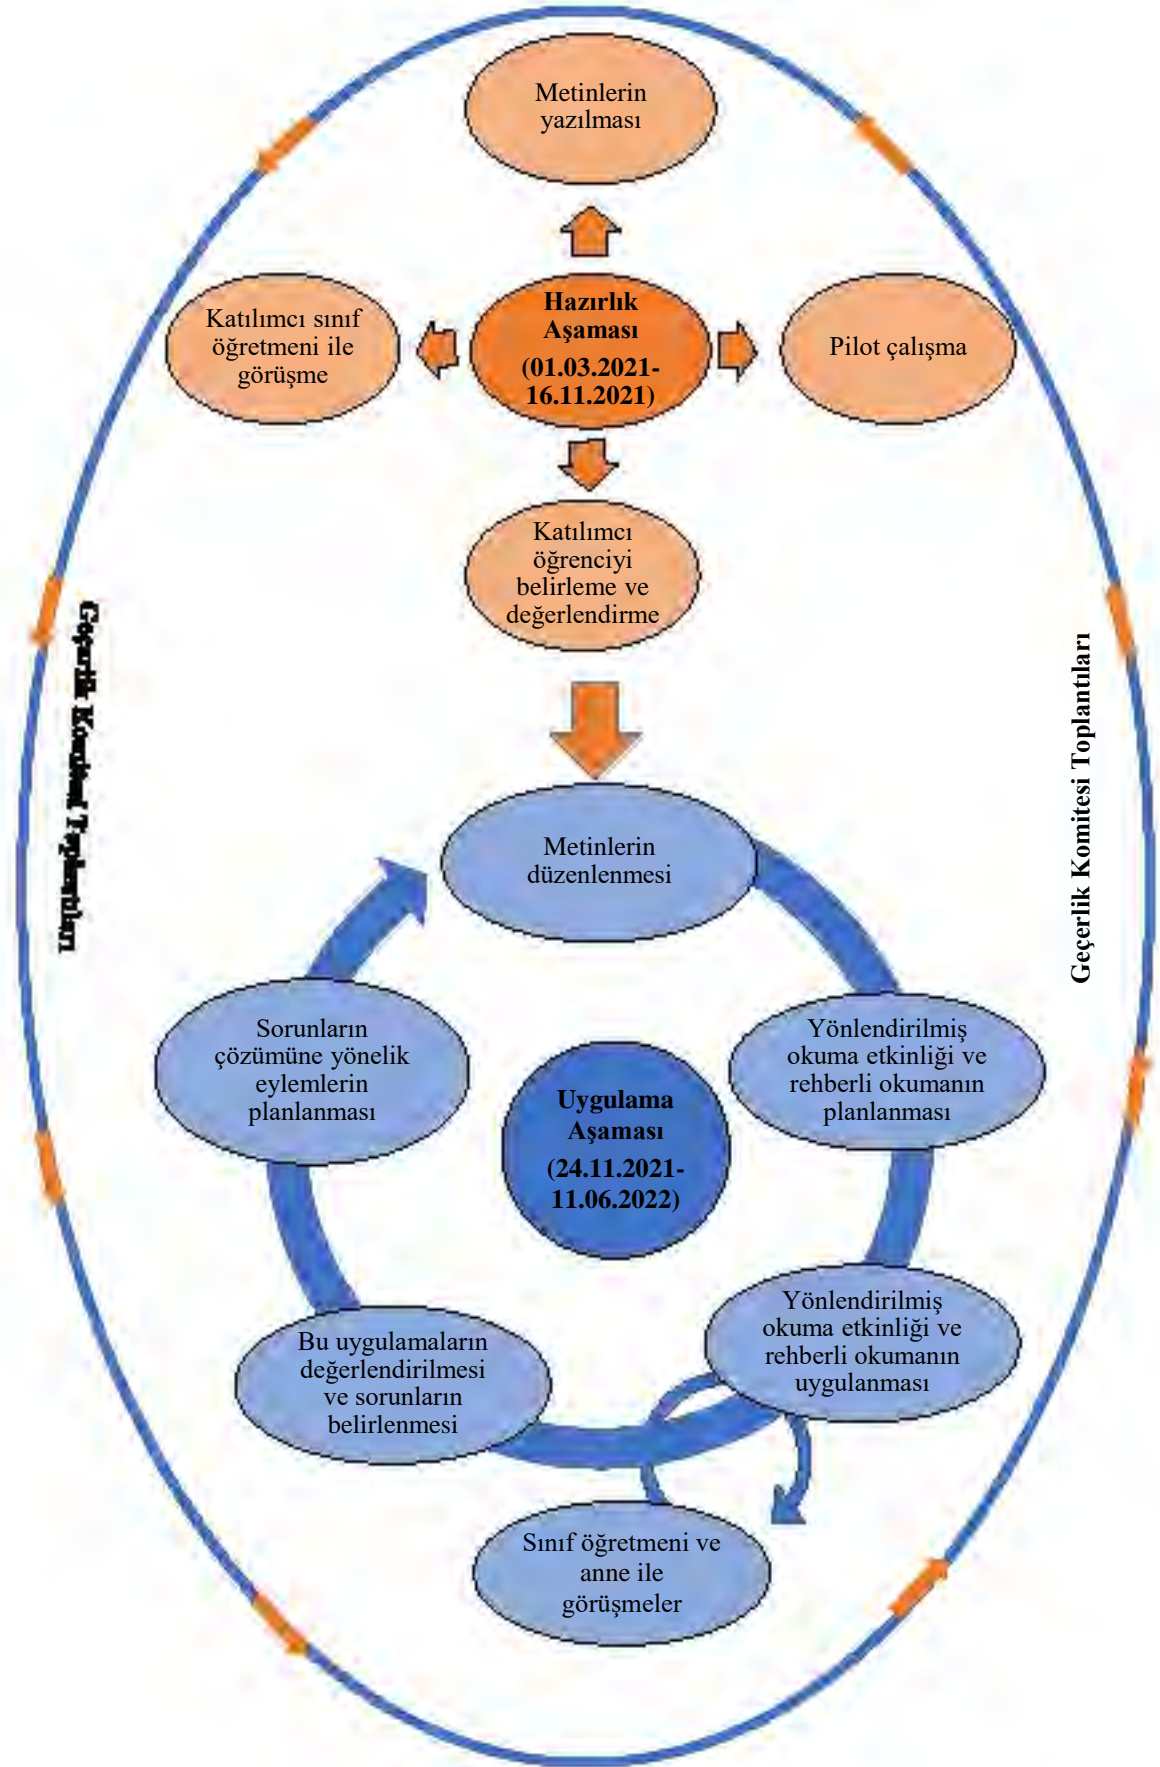 Metinlerin
yazılması
Katılımcı sınıf
öğretmeni ile
görüşme
Hazırlık
Aşaması
(01.03.2021-
16.11.2021)
Pilot çalışma
Katılımcı
öğrenciyi
belirleme ve
değerlendirme
Geçerlik Komitesi Toplantıları
Geçerlik Komitesi Toplantıları
Metinlerin
düzenlenmesi
Sorunların
çözümüne yönelik
eylemlerin
planlanması
Uygulama
Aşaması
(24.11.2021-
11.06.2022)
Yönlendirilmiş
okuma etkinliği ve
rehberli okumanın
planlanması
Yönlendirilmiş
okuma etkinliği ve
rehberli okumanın
uygulanması
Bu uygulamaların
değerlendirilmesi
ve sorunların
belirlenmesi
Sınıf öğretmeni ve
anne ile
görüşmeler